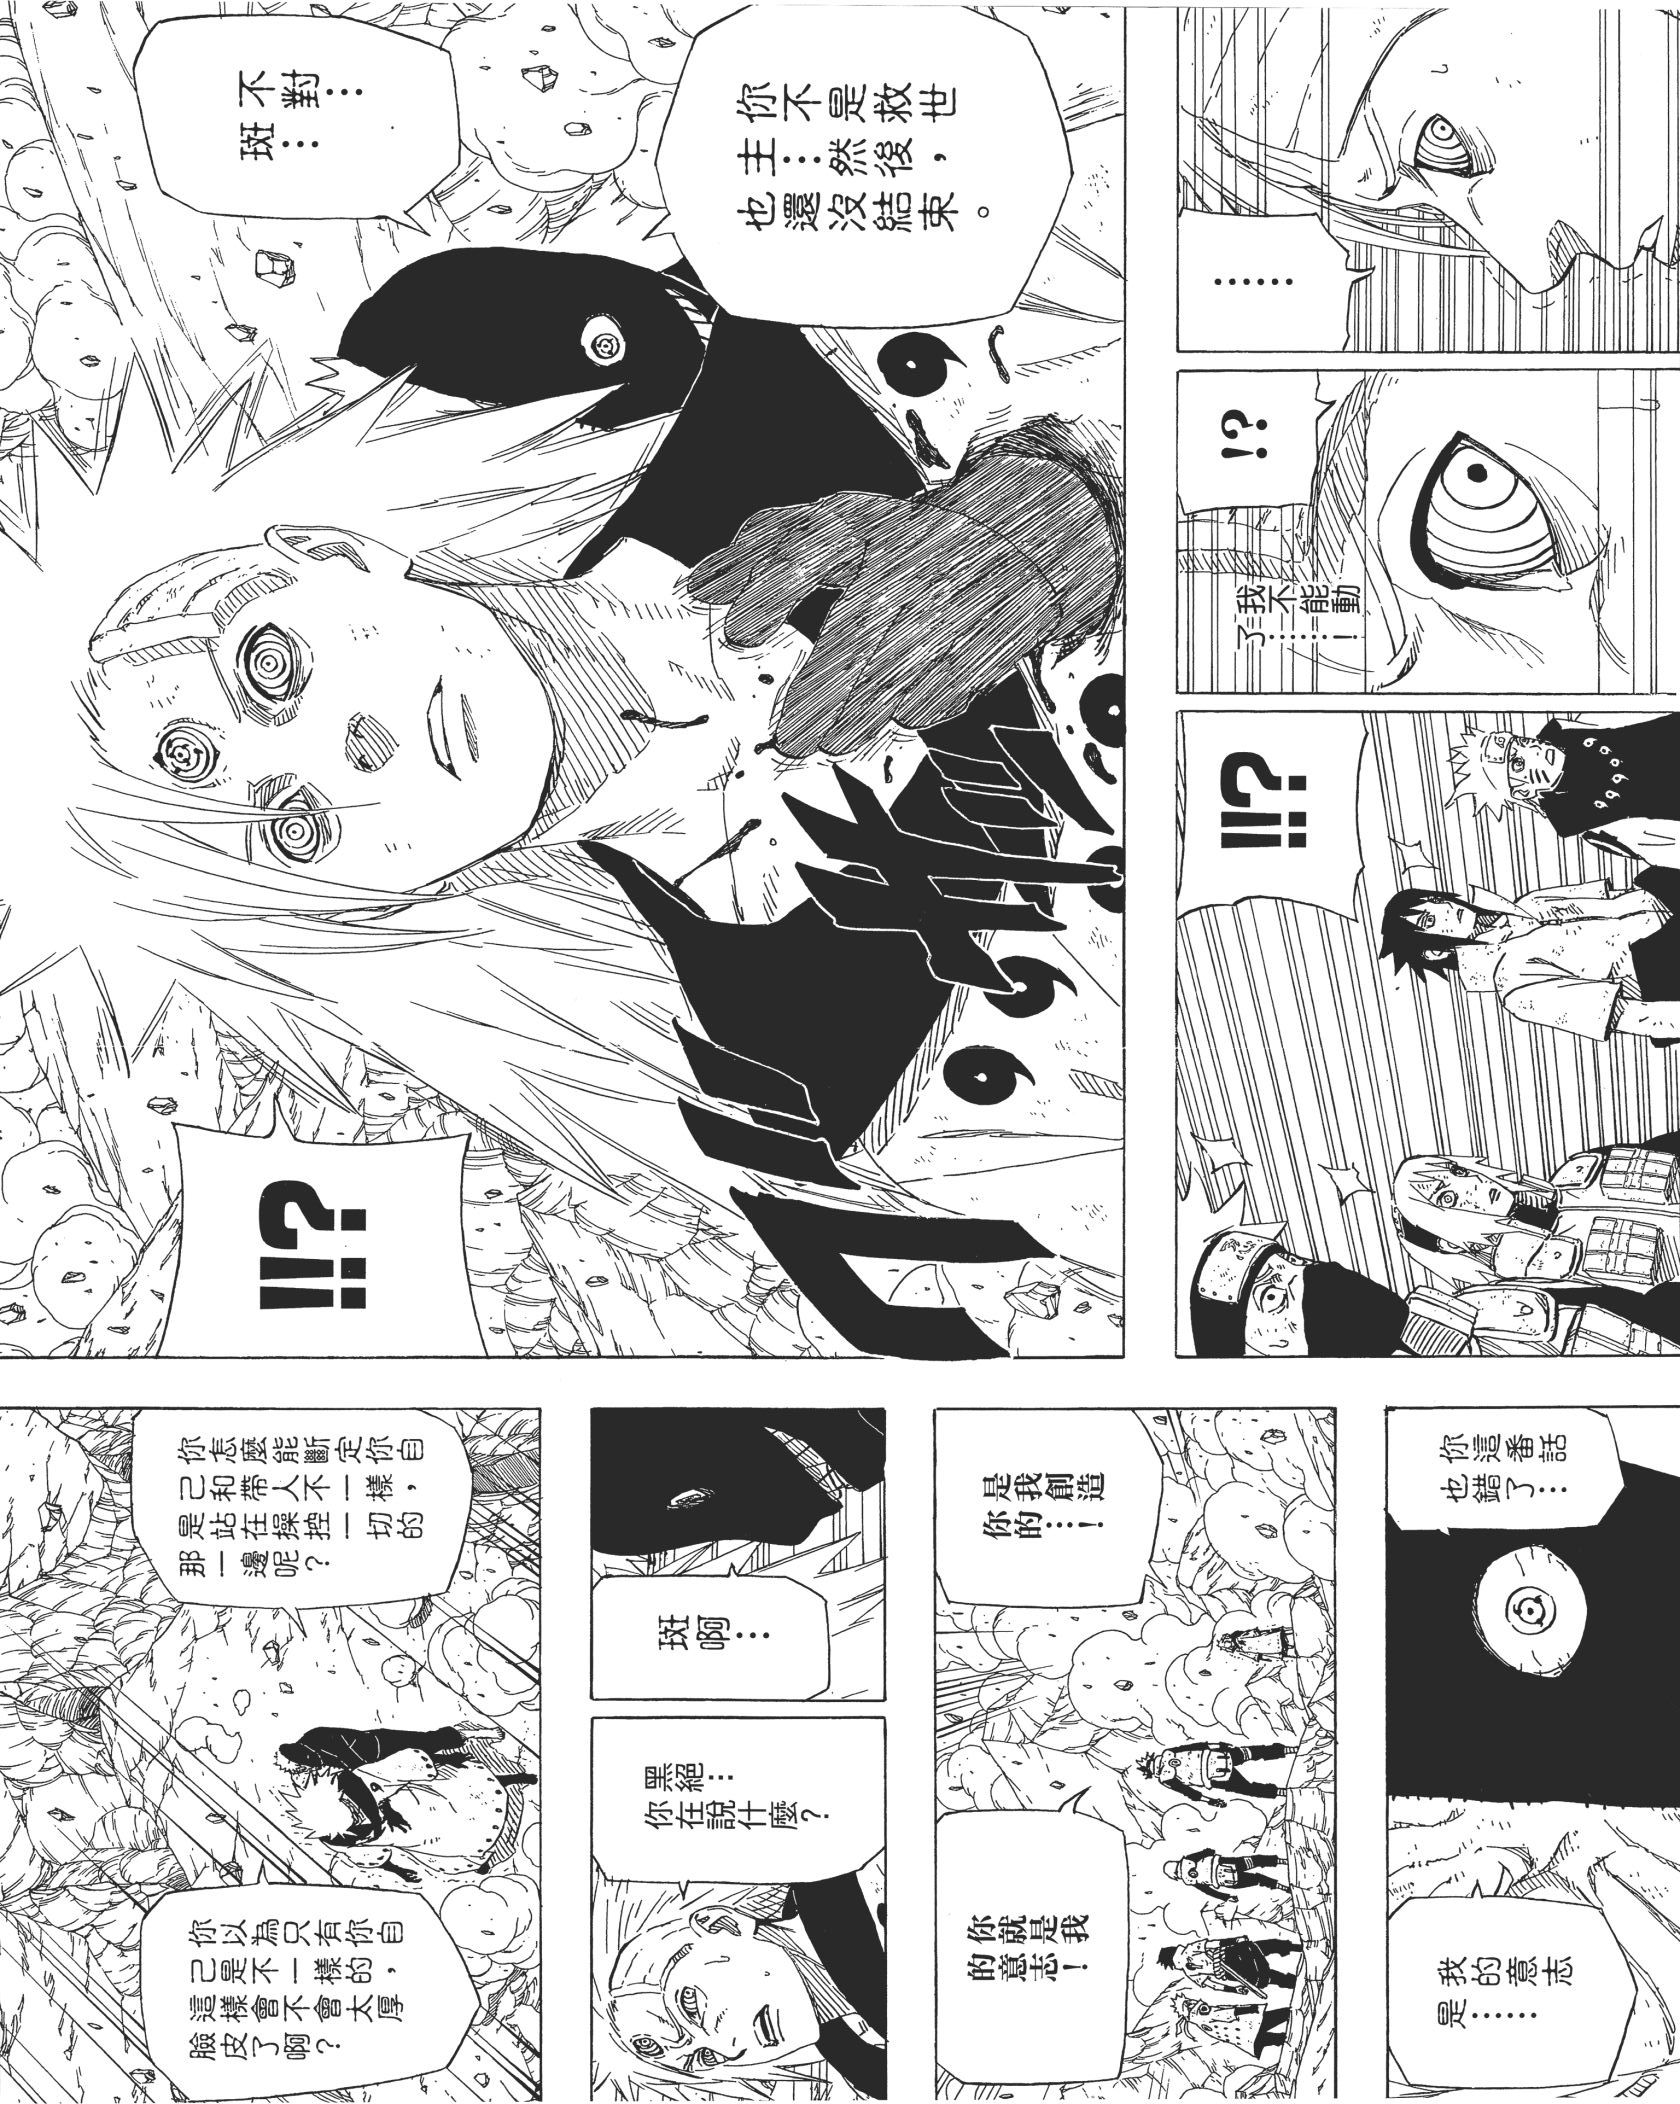 不對…
斑…
你不是救世
主…然後，
也還沒結束。
!!?
……
!?
我不能動
了……！
!!?
你怎麼能斷定你自
己和帶人不一樣，
是站在操控一切的
那一邊呢？
你以為只有你自
己是不一樣的，
這樣會不會太厚
臉皮了啊？
斑啊…
黑絕…
你在說什麼？
是我創造
你的…！
你就是我
的意志！
你這番話
也錯了…
我的意志
是……